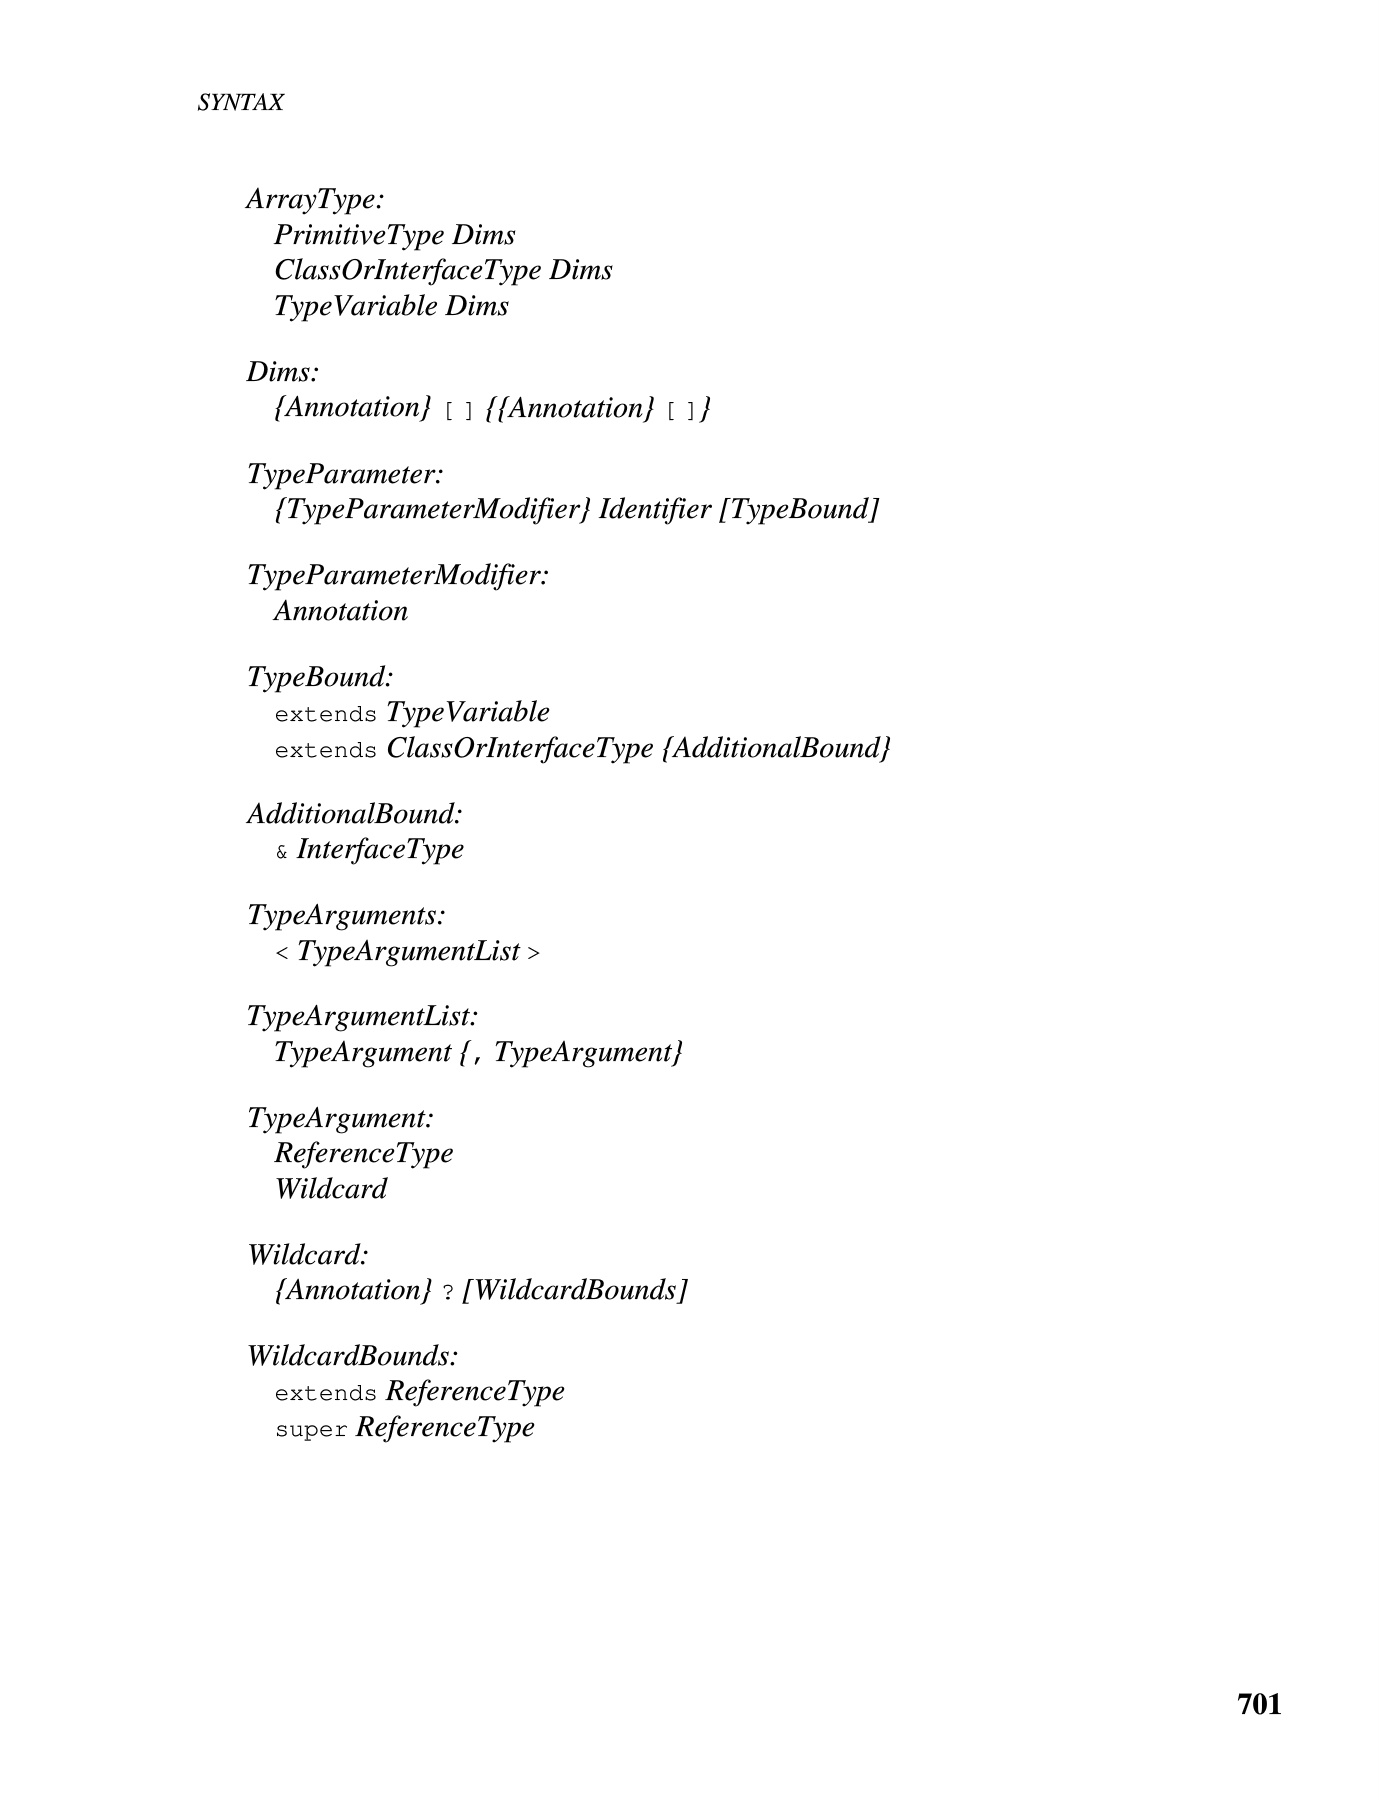 SYNTAX
ArrayType:
PrimitiveType Dims
ClassOrInterfaceType Dims
TypeVariable Dims
Dims:
{Annotation} [ ] {{Annotation} [ ]}
TypeParameter:
{TypeParameterModifier} Identifier [TypeBound]
TypeParameterModifier:
Annotation
TypeBound:
extends TypeVariable
extends ClassOrInterfaceType {AdditionalBound}
AdditionalBound:
& InterfaceType
TypeArguments:
< TypeArgumentList >
TypeArgumentList:
TypeArgument {, TypeArgument}
TypeArgument:
ReferenceType
Wildcard
Wildcard:
{Annotation} ? [WildcardBounds]
WildcardBounds:
extends ReferenceType
super ReferenceType
701